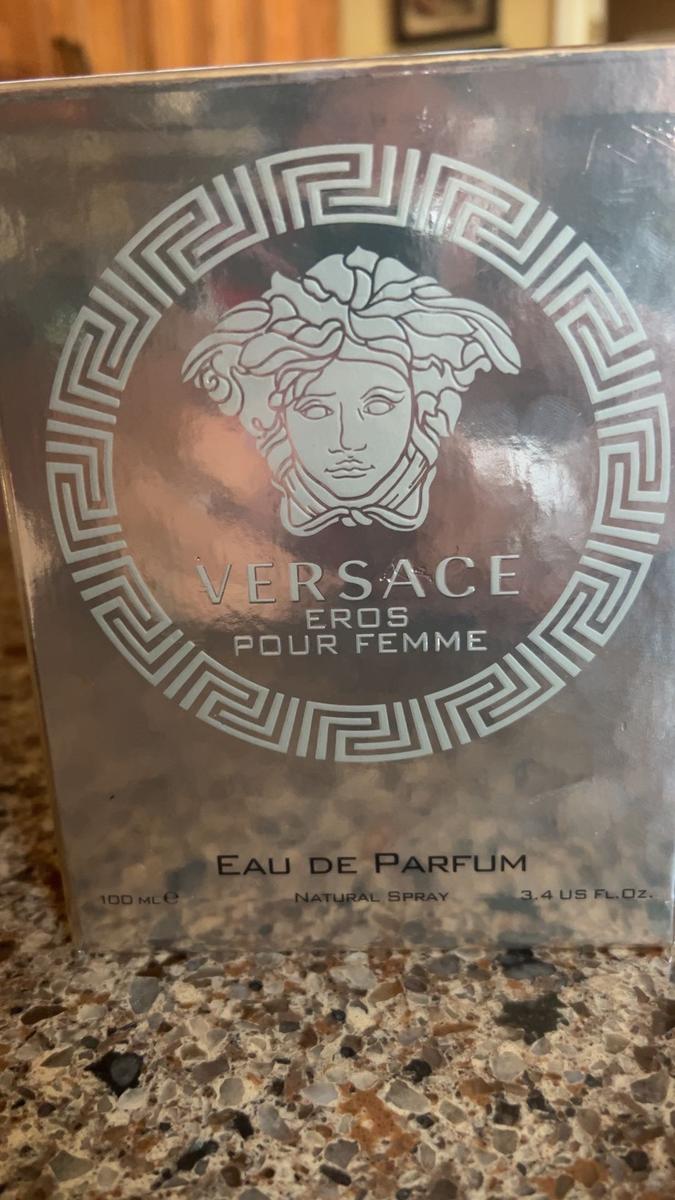 VERSACE
EROS
POUR FEMME
EAU DE PARFUM
100 ML e NATURAL SPRAY 3.4 US FL.OZ.